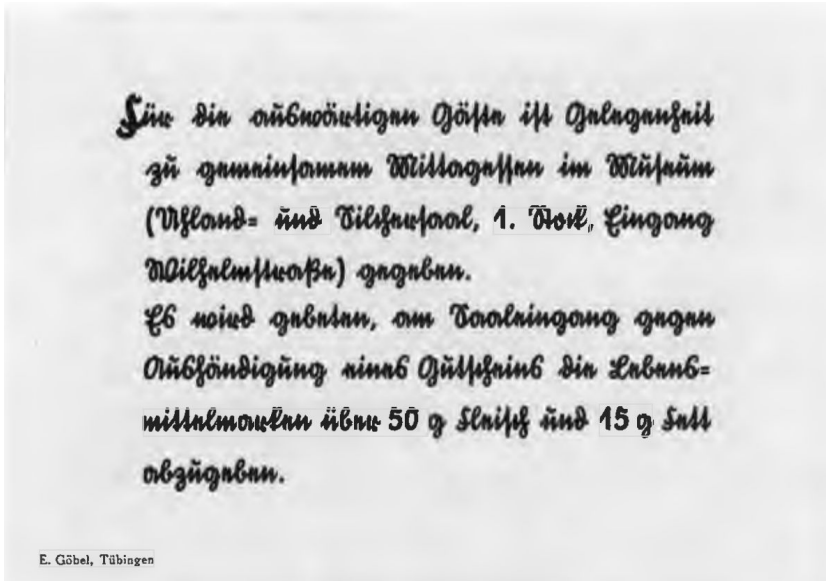 Für die auswärtigen Gäste ist Gelegenheit
zu gemeinsamem Mittagessen im Museum
(Uhland= und Silchersaal, 1. Stock, Eingang
Wilhelmstraße) gegeben.
Es wird gebeten, am Saaleingang gegen
Aushändigung eines Gutscheins die Lebens=
mittelmarken über 50 g Fleisch und 15 g Fett
abzugeben.
E. Göbel, Tübingen